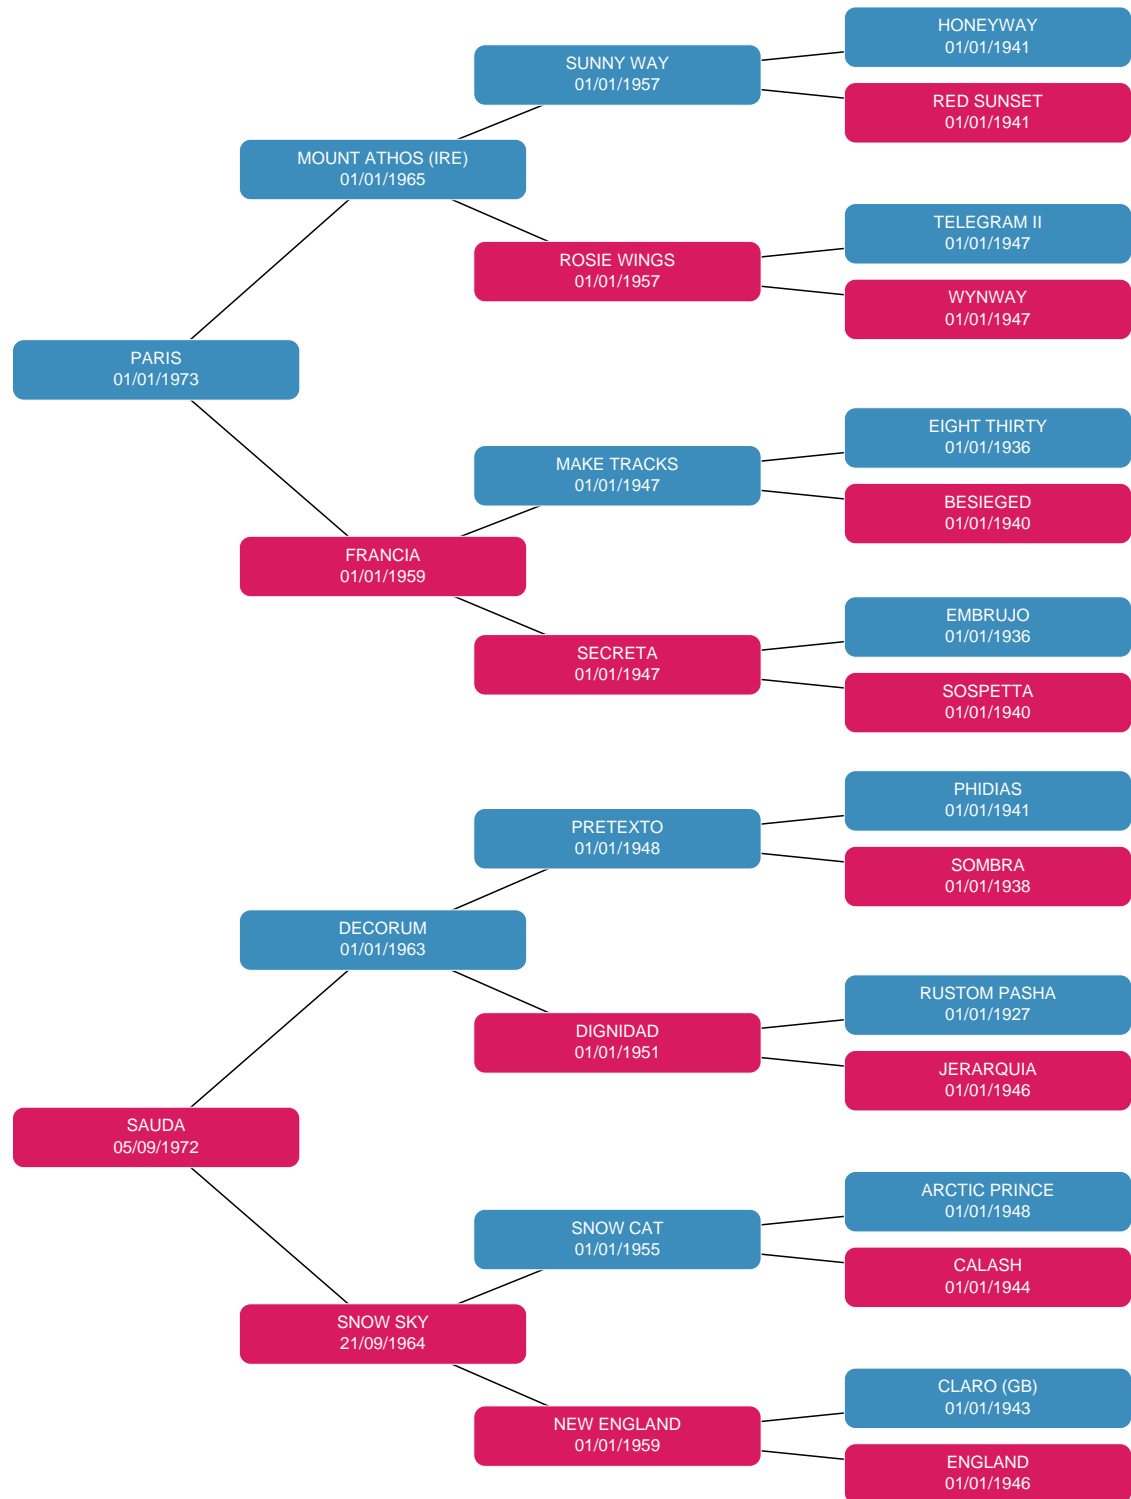 HONEYWAY
01/01/1941
SUNNY WAY
01/01/1957
RED SUNSET
01/01/1941
MOUNT ATHOS (IRE)
01/01/1965
TELEGRAM II
01/01/1947
ROSIE WINGS
01/01/1957
WYNWAY
01/01/1947
PARIS
01/01/1973
EIGHT THIRTY
01/01/1936
MAKE TRACKS
01/01/1947
BESIEGED
01/01/1940
FRANCIA
01/01/1959
EMBRUJO
01/01/1936
SECRETA
01/01/1947
SOSPETTA
01/01/1940
PHIDIAS
01/01/1941
PRETEXTO
01/01/1948
SOMBRA
01/01/1938
DECORUM
01/01/1963
RUSTOM PASHA
01/01/1927
DIGNIDAD
01/01/1951
JERARQUIA
01/01/1946
SAUDA
05/09/1972
ARCTIC PRINCE
01/01/1948
SNOW CAT
01/01/1955
CALASH
01/01/1944
SNOW SKY
21/09/1964
CLARO (GB)
01/01/1943
NEW ENGLAND
01/01/1959
ENGLAND
01/01/1946